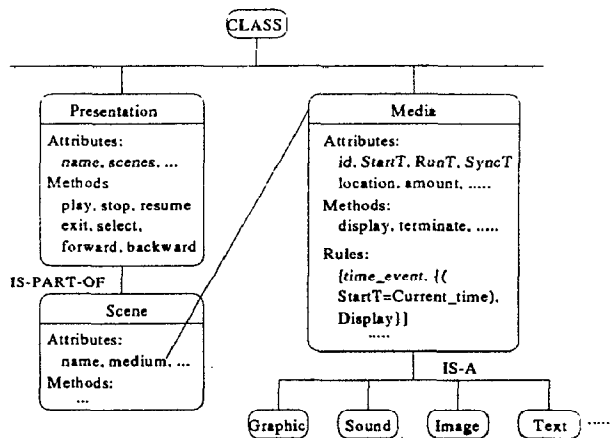 CLASS
Presentation
Attributes:
name, scenes, ...
Methods
play, stop, resume
exit, select,
forward, backward
IS-PART-OF
Scene
Attributes:
name, medium, ...
Methods:
...
Media
Attributes:
id, StartT, RunT, SyncT
location, amount, .....
Methods:
display, terminate, .....
Rules:
[time_event, {(
StartT=Current_time),
Display}]
.....
IS-A
Graphic
Sound
Image
Text
.....